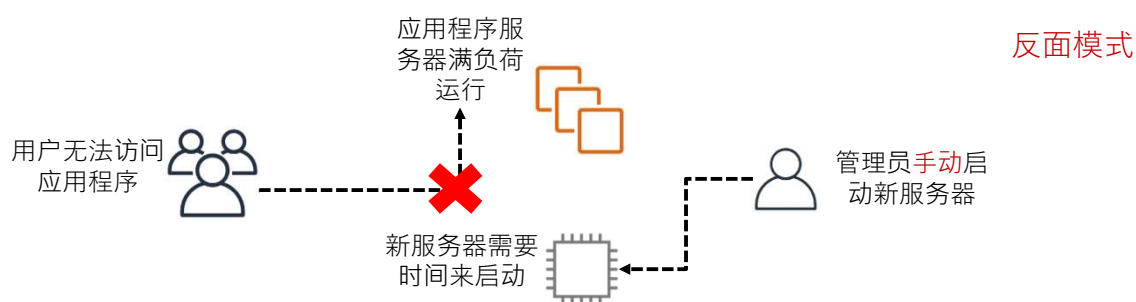 应用程序服
务器满负荷
运行
反面模式
用户无法访问
应用程序
管理员手动启
动新服务器
新服务器需要
时间来启动